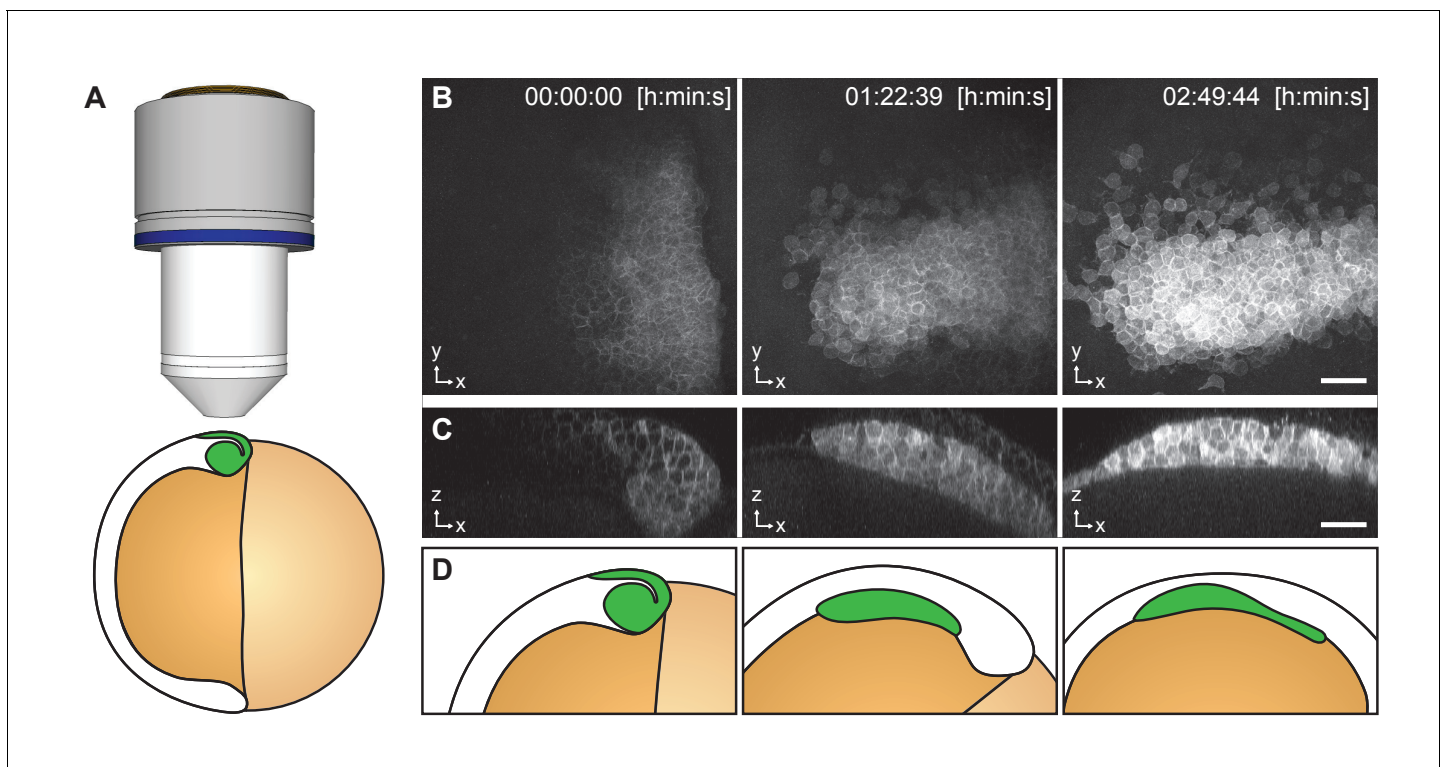 A
B 00:00:00 [h:min:s] 01:22:39 [h:min:s] 02:49:44 [h:min:s]
y y y
x x x
C
z z z
x x x
D